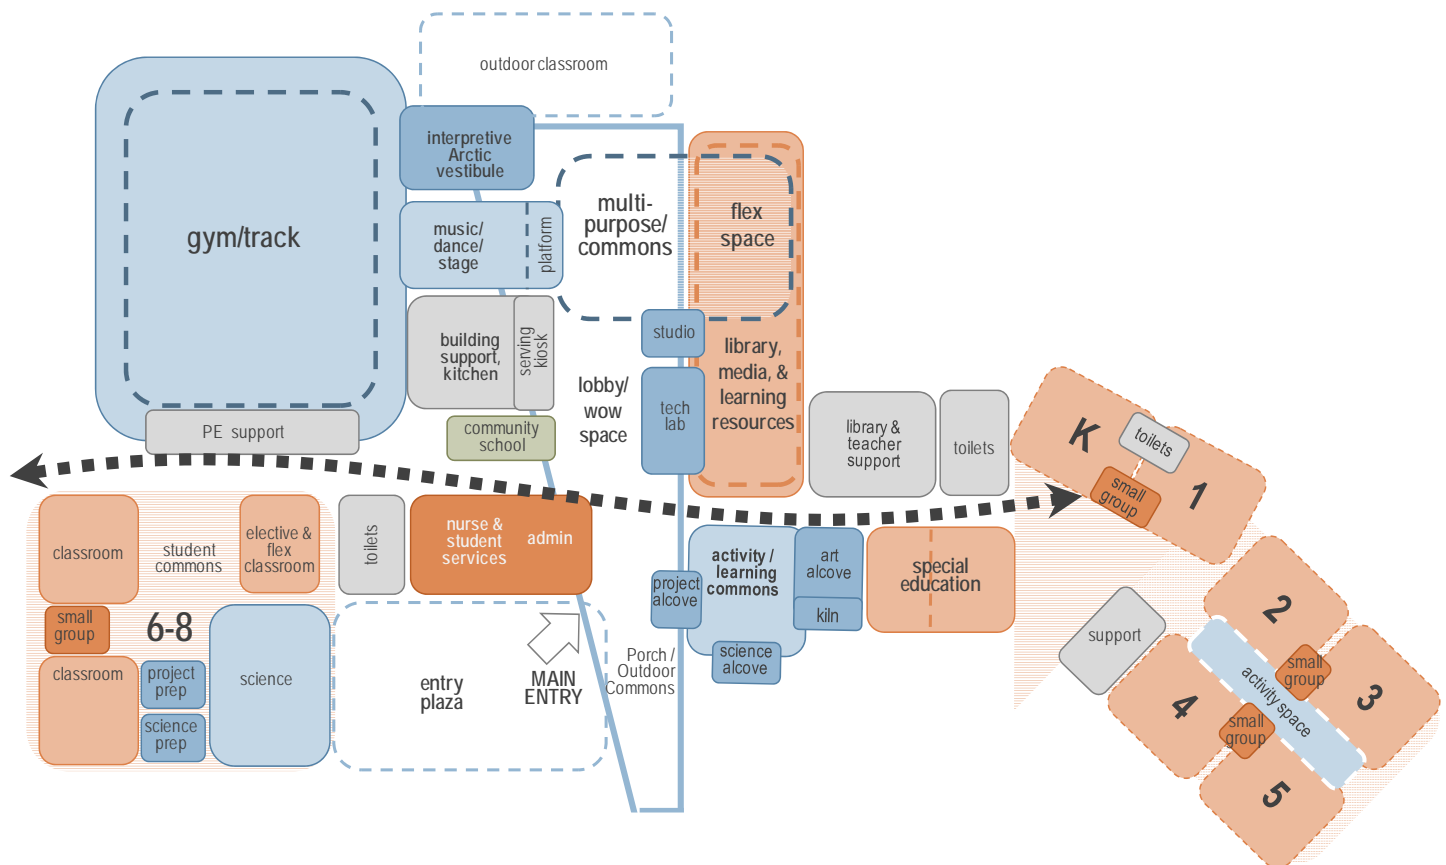 outdoor classroom
interpretive
Arctic
vestibule
gym/track
music/
dance/
stage
platform
multi-
purpose/
commons
flex
space
building
support,
kitchen
serving
kiosk
studio
lobby/
wow
space
tech
lab
library,
media, &
learning
resources
PE support
community
school
library &
teacher
support
toilets
K
toilets
small
group
1
classroom
student
commons
elective &
flex
classroom
toilets
nurse &
student
services
admin
activity /
learning
commons
art
alcove
kiln
special
education
project
alcove
science
alcove
small
group
6-8
classroom
project
prep
science
prep
science
entry
plaza
MAIN
ENTRY
Porch /
Outdoor
Commons
support
2
small
group
3
activity space
4
small
group
5